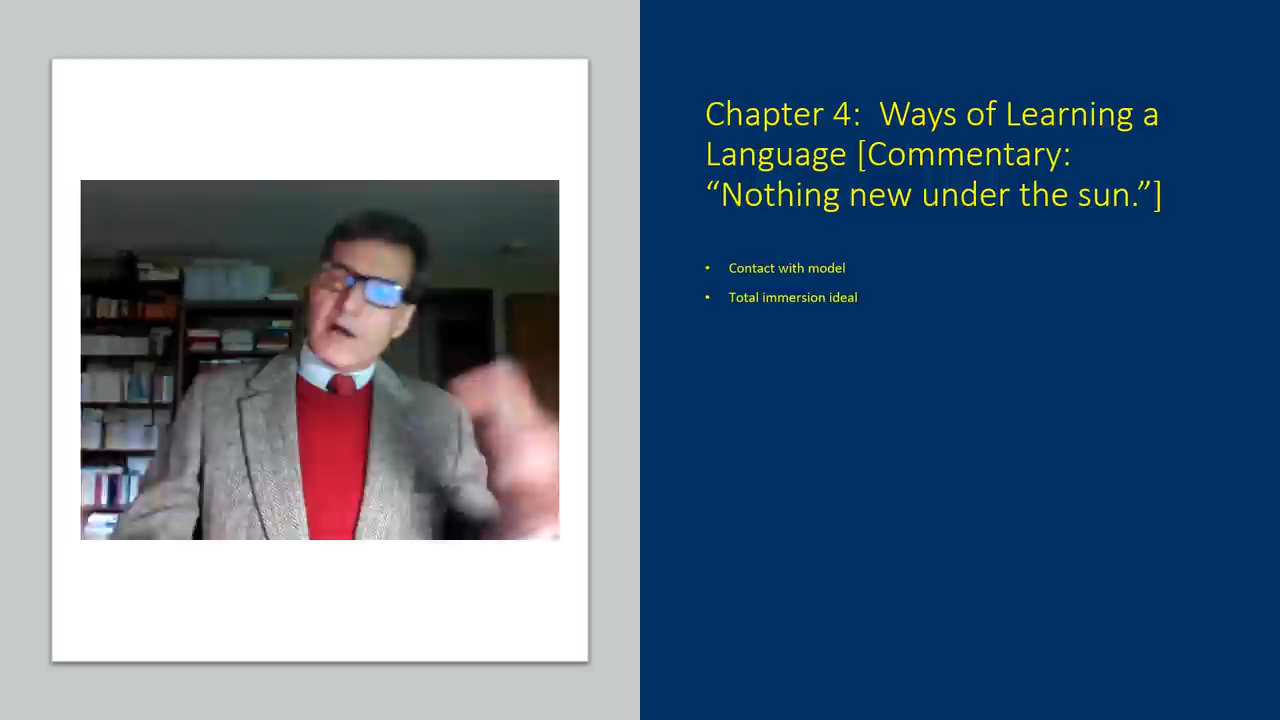 Chapter 4:  Ways of Learning a
Language [Commentary:
“Nothing new under the sun.”]
• Contact with model
• Total immersion ideal